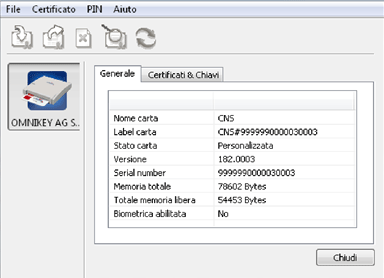 File Certificato PIN Aiuto
OMNIKEY AG S...
Generale Certificati & Chiavi
Nome carta CNS
Label carta CNS#9999990000030003
Stato carta Personalizzata
Versione 182.0003
Serial number 9999990000030003
Memoria totale 78602 Bytes
Totale memoria libera 54453 Bytes
Biometrica abilitata No
Chiudi